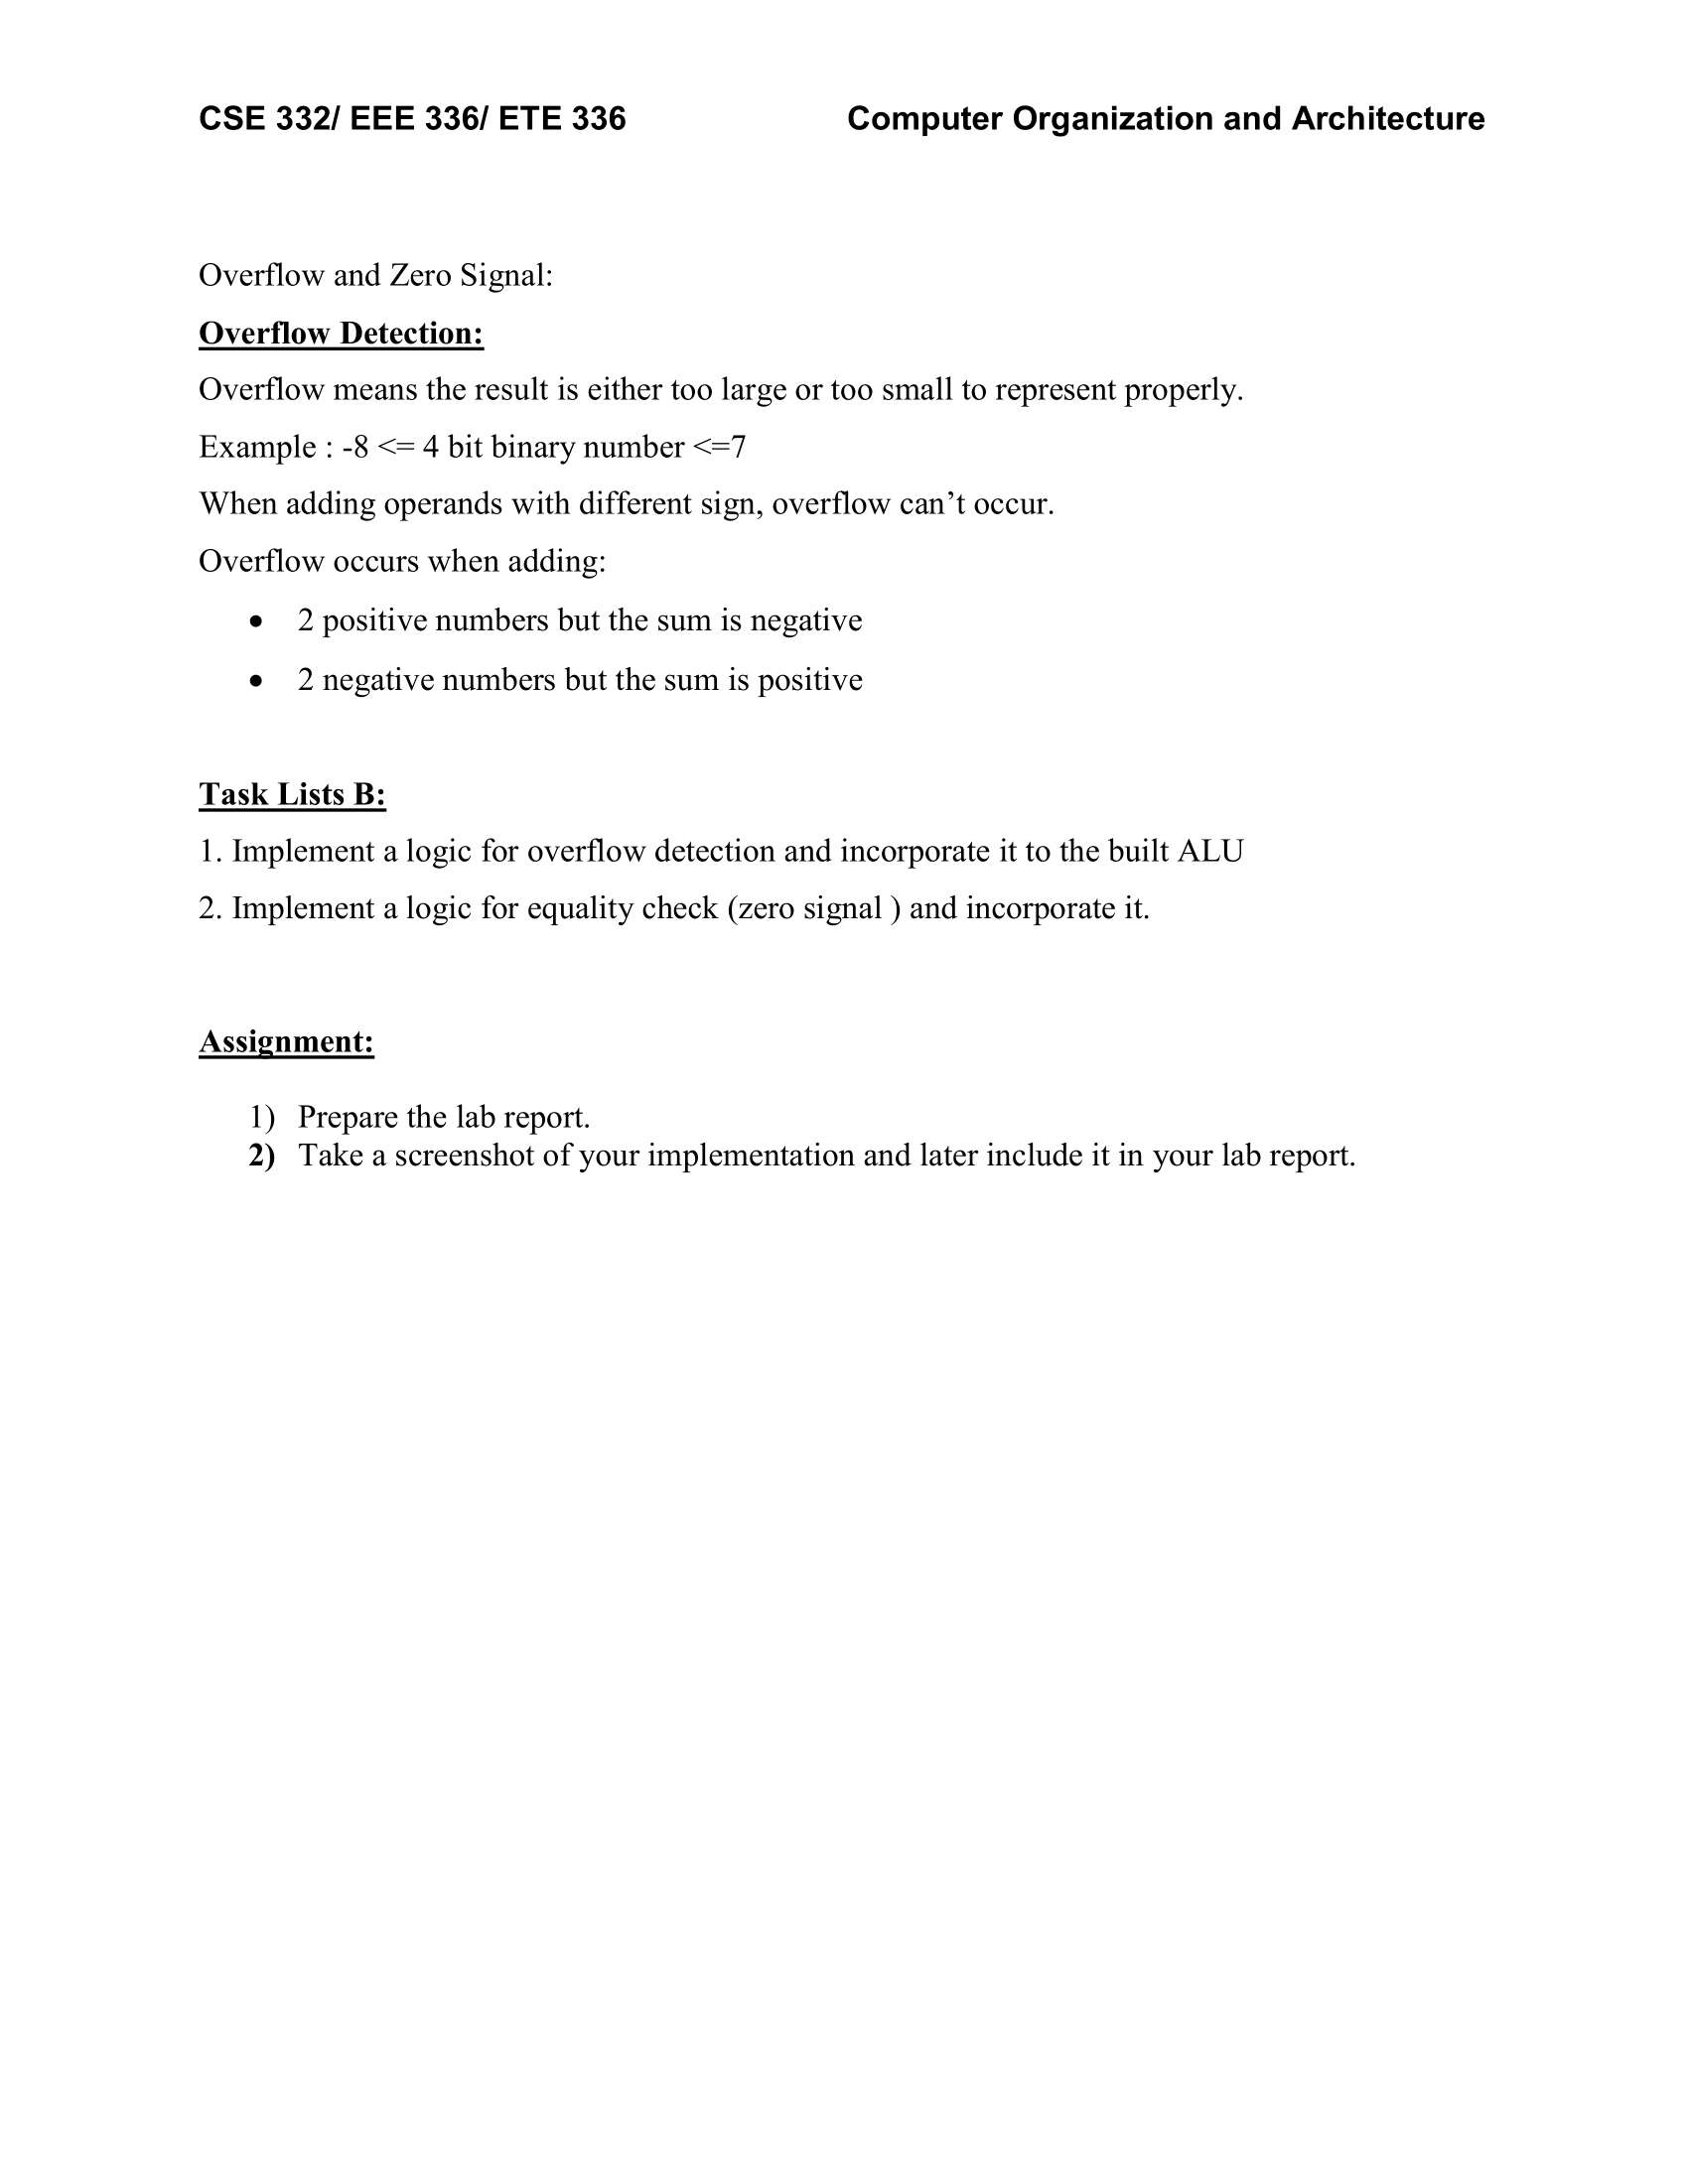 CSE 332/ EEE 336/ ETE 336 Computer Organization and Architecture
Overflow and Zero Signal:
Overflow Detection:
Overflow means the result is either too large or too small to represent properly.
Example : -8 <= 4 bit binary number <=7
When adding operands with different sign, overflow can’t occur.
Overflow occurs when adding:
• 2 positive numbers but the sum is negative
• 2 negative numbers but the sum is positive
Task Lists B:
1. Implement a logic for overflow detection and incorporate it to the built ALU
2. Implement a logic for equality check (zero signal ) and incorporate it.
Assignment:
1) Prepare the lab report.
2) Take a screenshot of your implementation and later include it in your lab report.